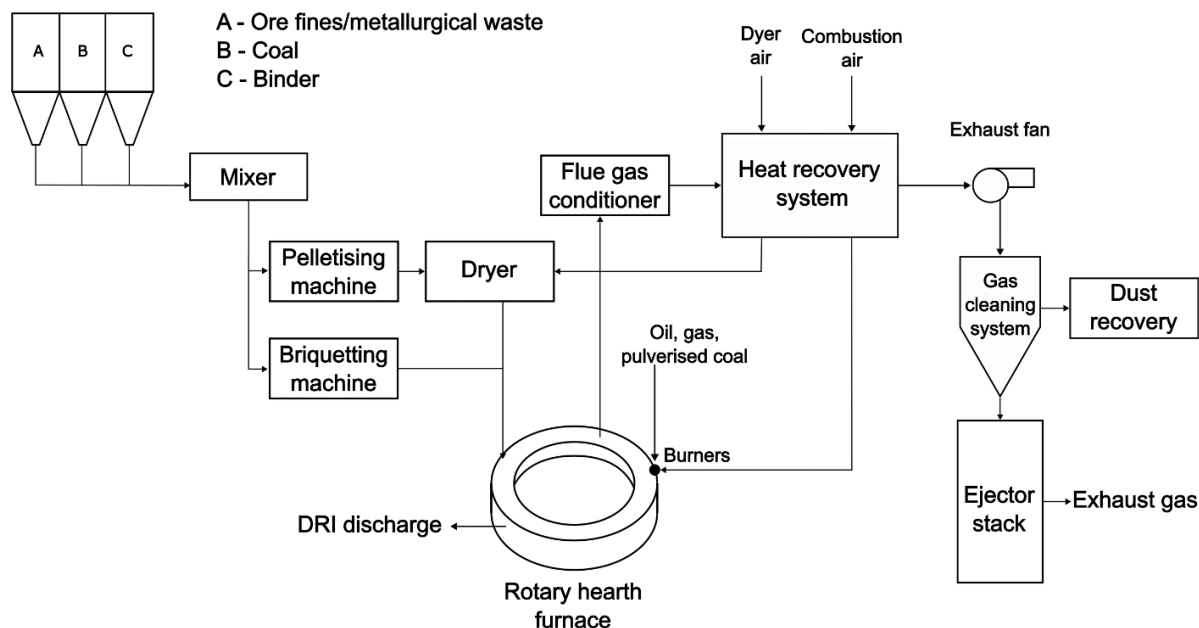 A
B
C
A - Ore fines/metallurgical waste
B - Coal
C - Binder
Dyer
air
Combustion
air
Exhaust fan
Mixer
Flue gas
conditioner
Heat recovery
system
Pelletising
machine
Dryer
Gas
cleaning
system
Dust
recovery
Oil, gas,
pulverised coal
Briquetting
machine
Burners
Ejector
stack
Exhaust gas
DRI discharge
Rotary hearth
furnace